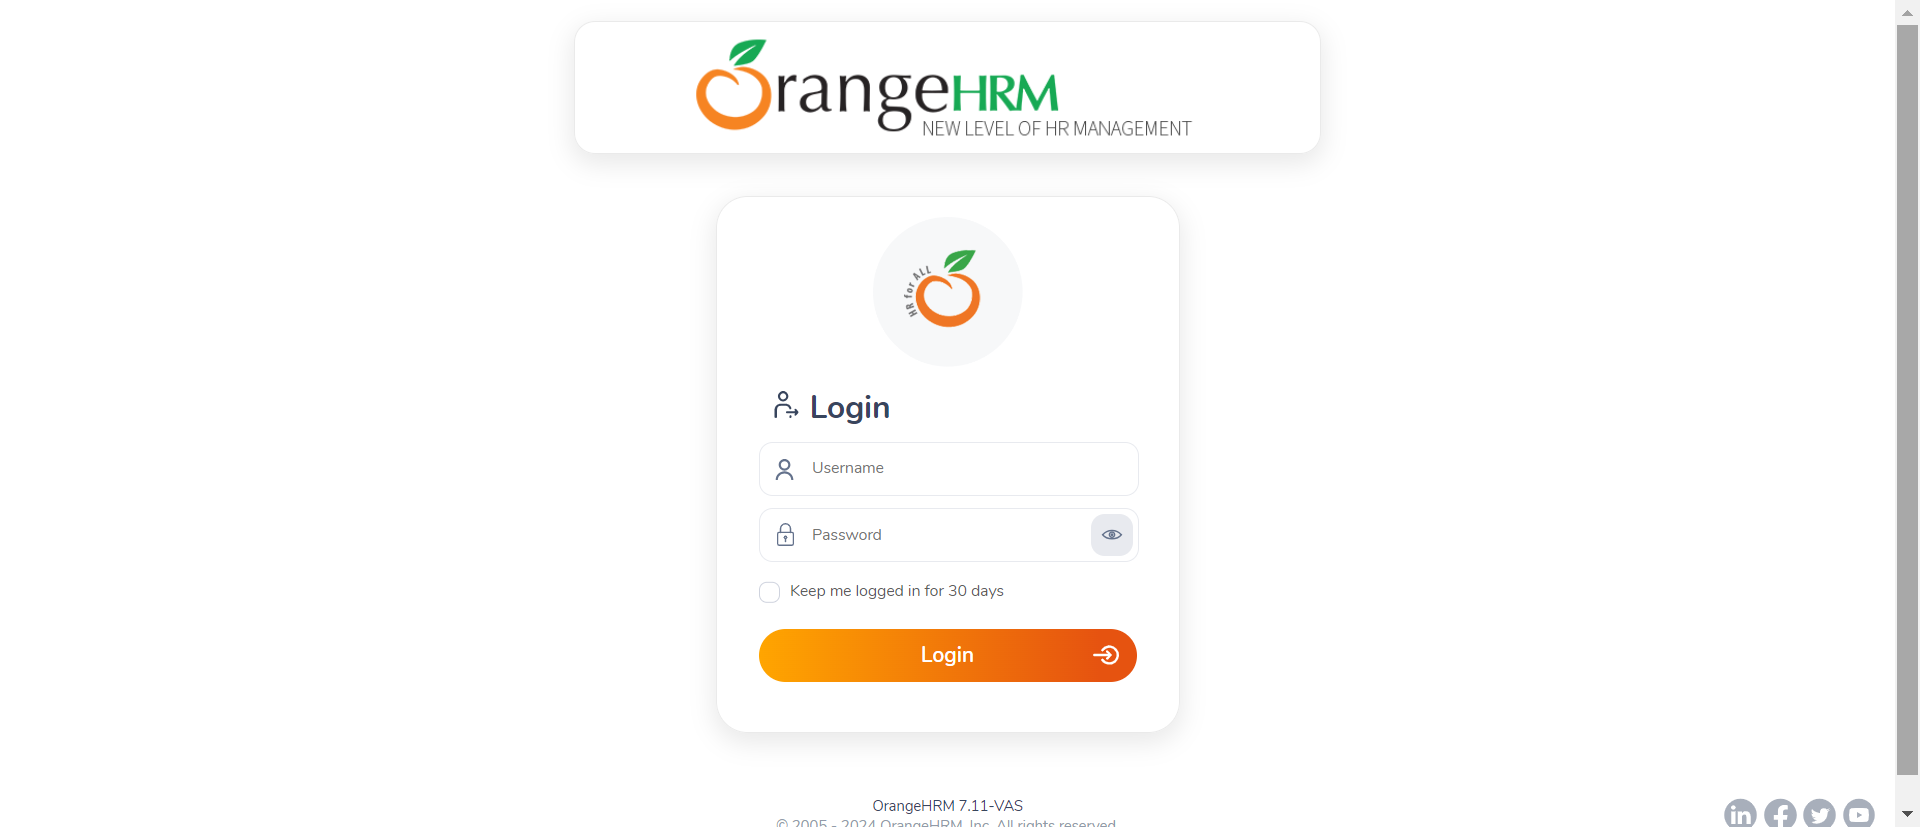 OrangeHRM
NEW LEVEL OF HR MANAGEMENT
HR for ALL
Login
Username
Password
Keep me logged in for 30 days
Login
OrangeHRM 7.11-VAS
© 2005 - 2024 OrangeHRM, Inc. All rights reserved.